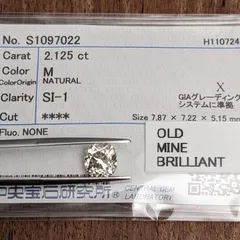 No. S1097022 H110724
Carat 2.125 ct
Color M
ColorOrigin NATURAL
Clarity SI-1
Cut ****
Fluo. NONE
X
GIAグレーディング
システムに準拠
Size 7.87 × 7.22 × 5.15 mm
OLD
MINE
BRILLIANT
中央宝石研究所
CENTRAL GEM
LABORATORY